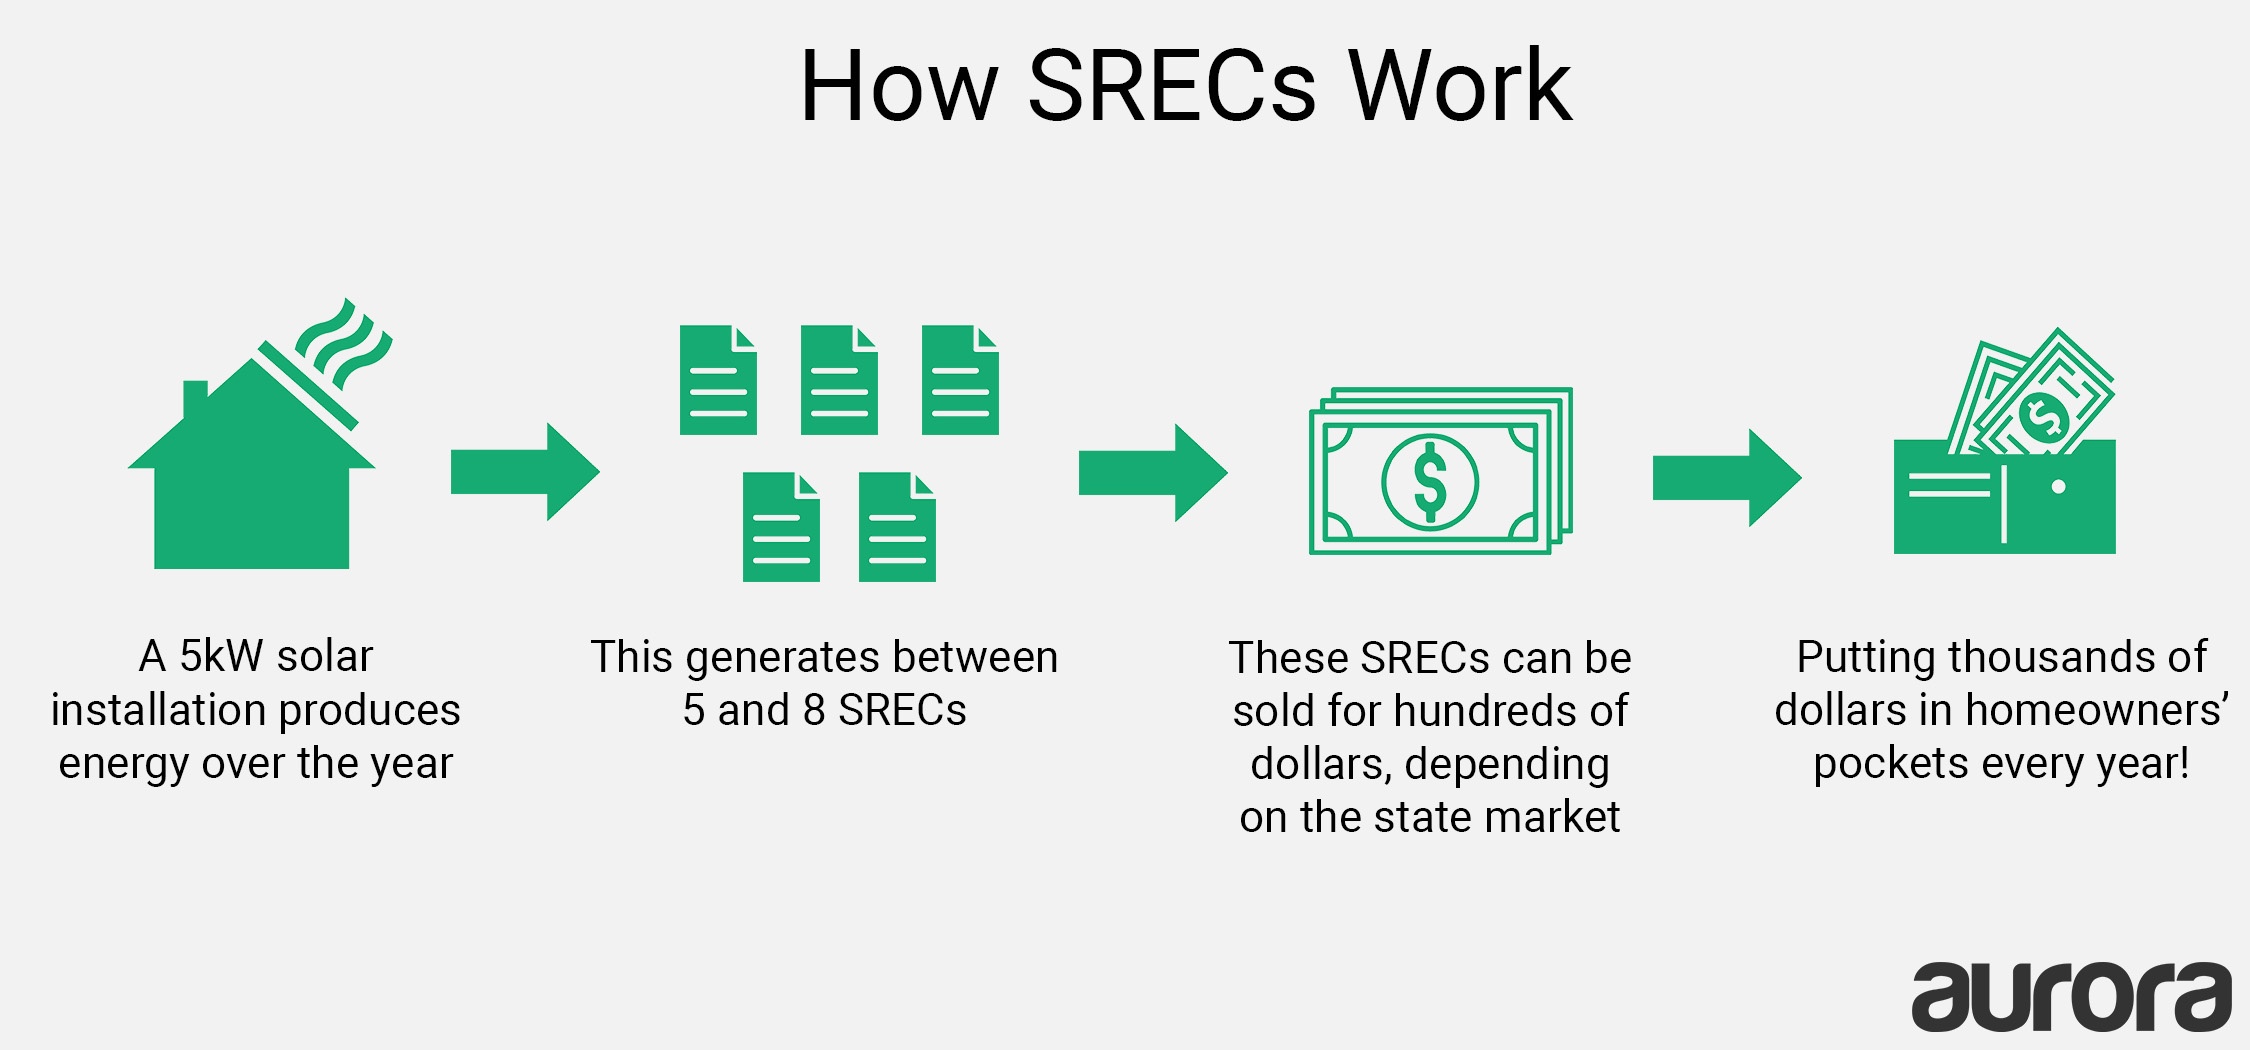 How SRECs Work
A 5kW solar
installation produces
energy over the year
This generates between
5 and 8 SRECs
These SRECs can be
sold for hundreds of
dollars, depending
on the state market
Putting thousands of
dollars in homeowners’
pockets every year!
$
$
aurora